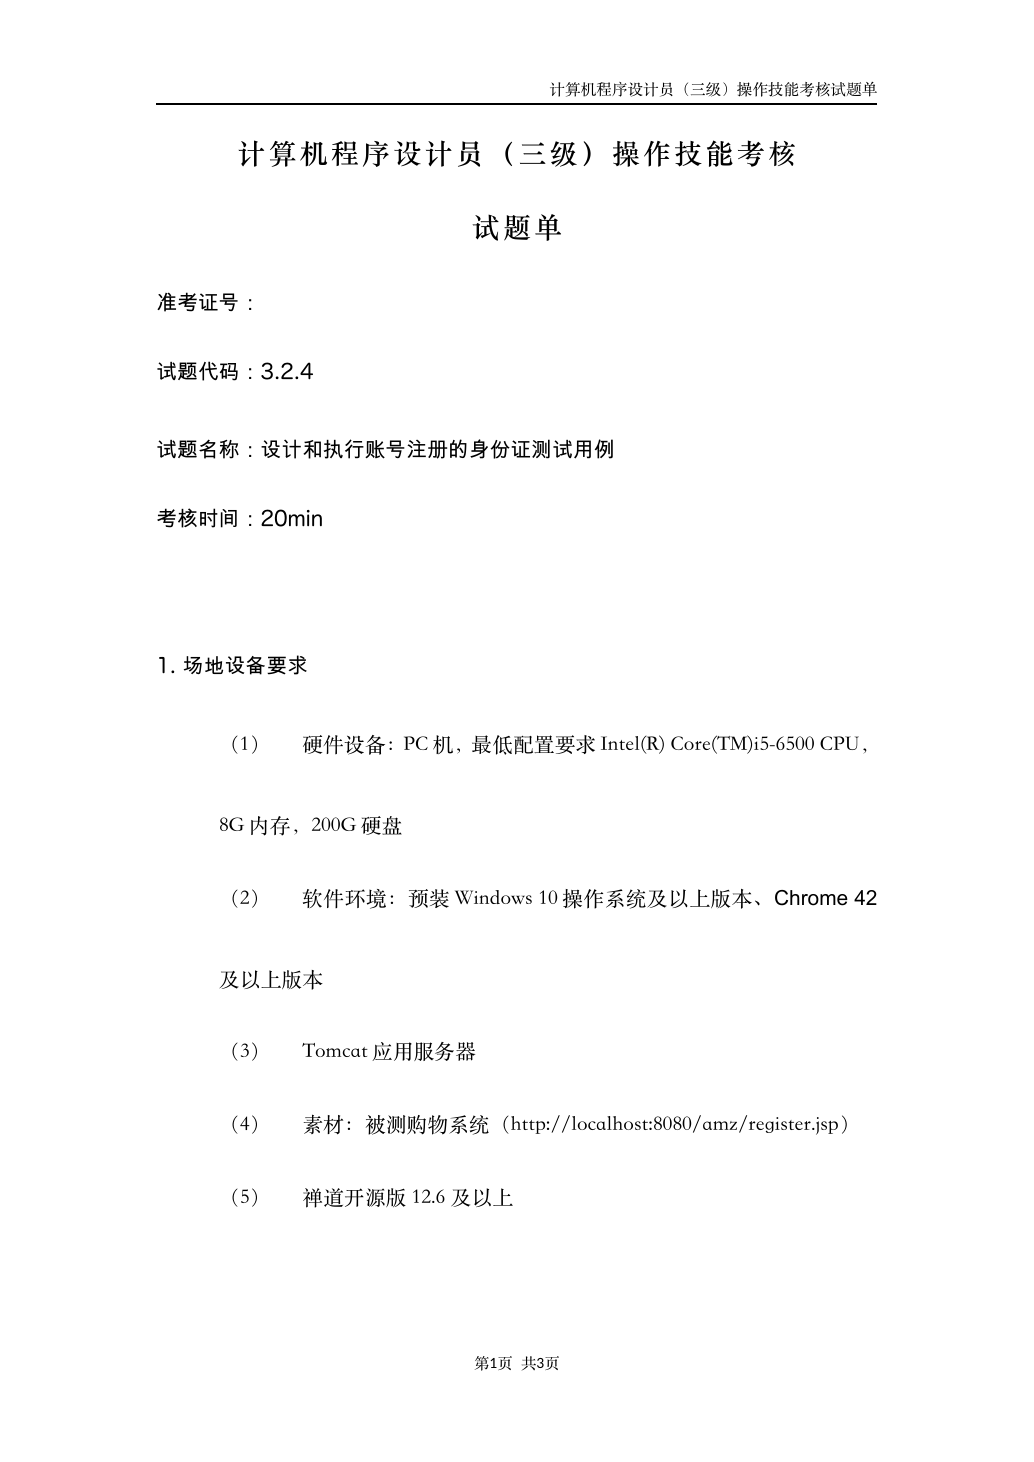 计算机程序设计员（三级）操作技能考核试题单
计算机程序设计员（三级）操作技能考核
试题单
准考证号：
试题代码：3.2.4
试题名称：设计和执行账号注册的身份证测试用例
考核时间：20min
1. 场地设备要求
（1） 硬件设备：PC 机，最低配置要求 Intel(R) Core(TM)i5-6500 CPU，
8G 内存，200G 硬盘
（2） 软件环境：预装 Windows 10 操作系统及以上版本、Chrome 42
及以上版本
（3） Tomcat 应用服务器
（4） 素材：被测购物系统（http://localhost:8080/amz/register.jsp）
（5） 禅道开源版 12.6 及以上
第1页 共3页